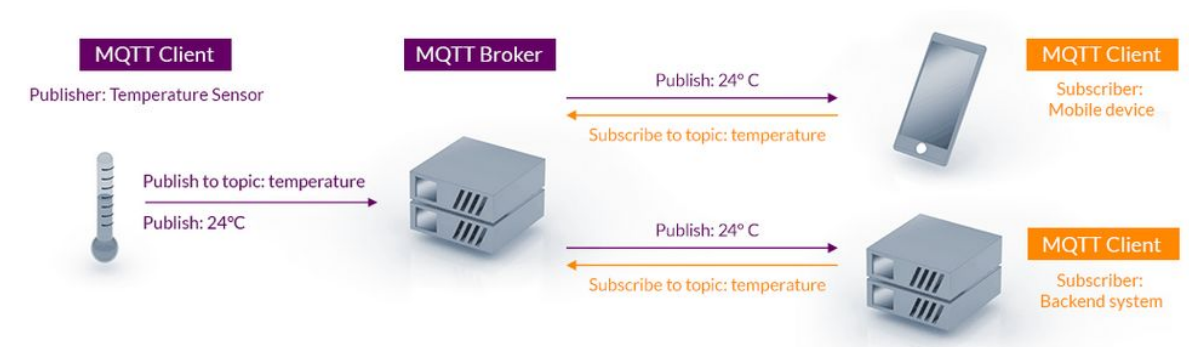 MQTT Client
Publisher: Temperature Sensor
Publish to topic: temperature
Publish: 24°C
MQTT Broker
Publish: 24° C
Subscribe to topic: temperature
MQTT Client
Subscriber:
Mobile device
Publish: 24° C
Subscribe to topic: temperature
MQTT Client
Subscriber:
Backend system